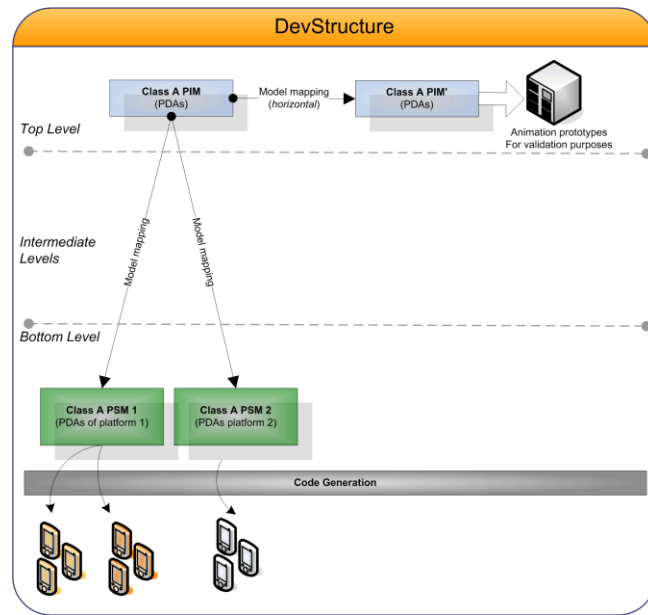 DevStructure
Class A PIM
(PDAs)
Model mapping
(horizontal)
Class A PIM'
(PDAs)
Animation prototypes
For validation purposes
Top Level
Model mapping
Model mapping
Intermediate
Levels
Bottom Level
Class A PSM 1
(PDAs of platform 1)
Class A PSM 2
(PDAs platform 2)
Code Generation